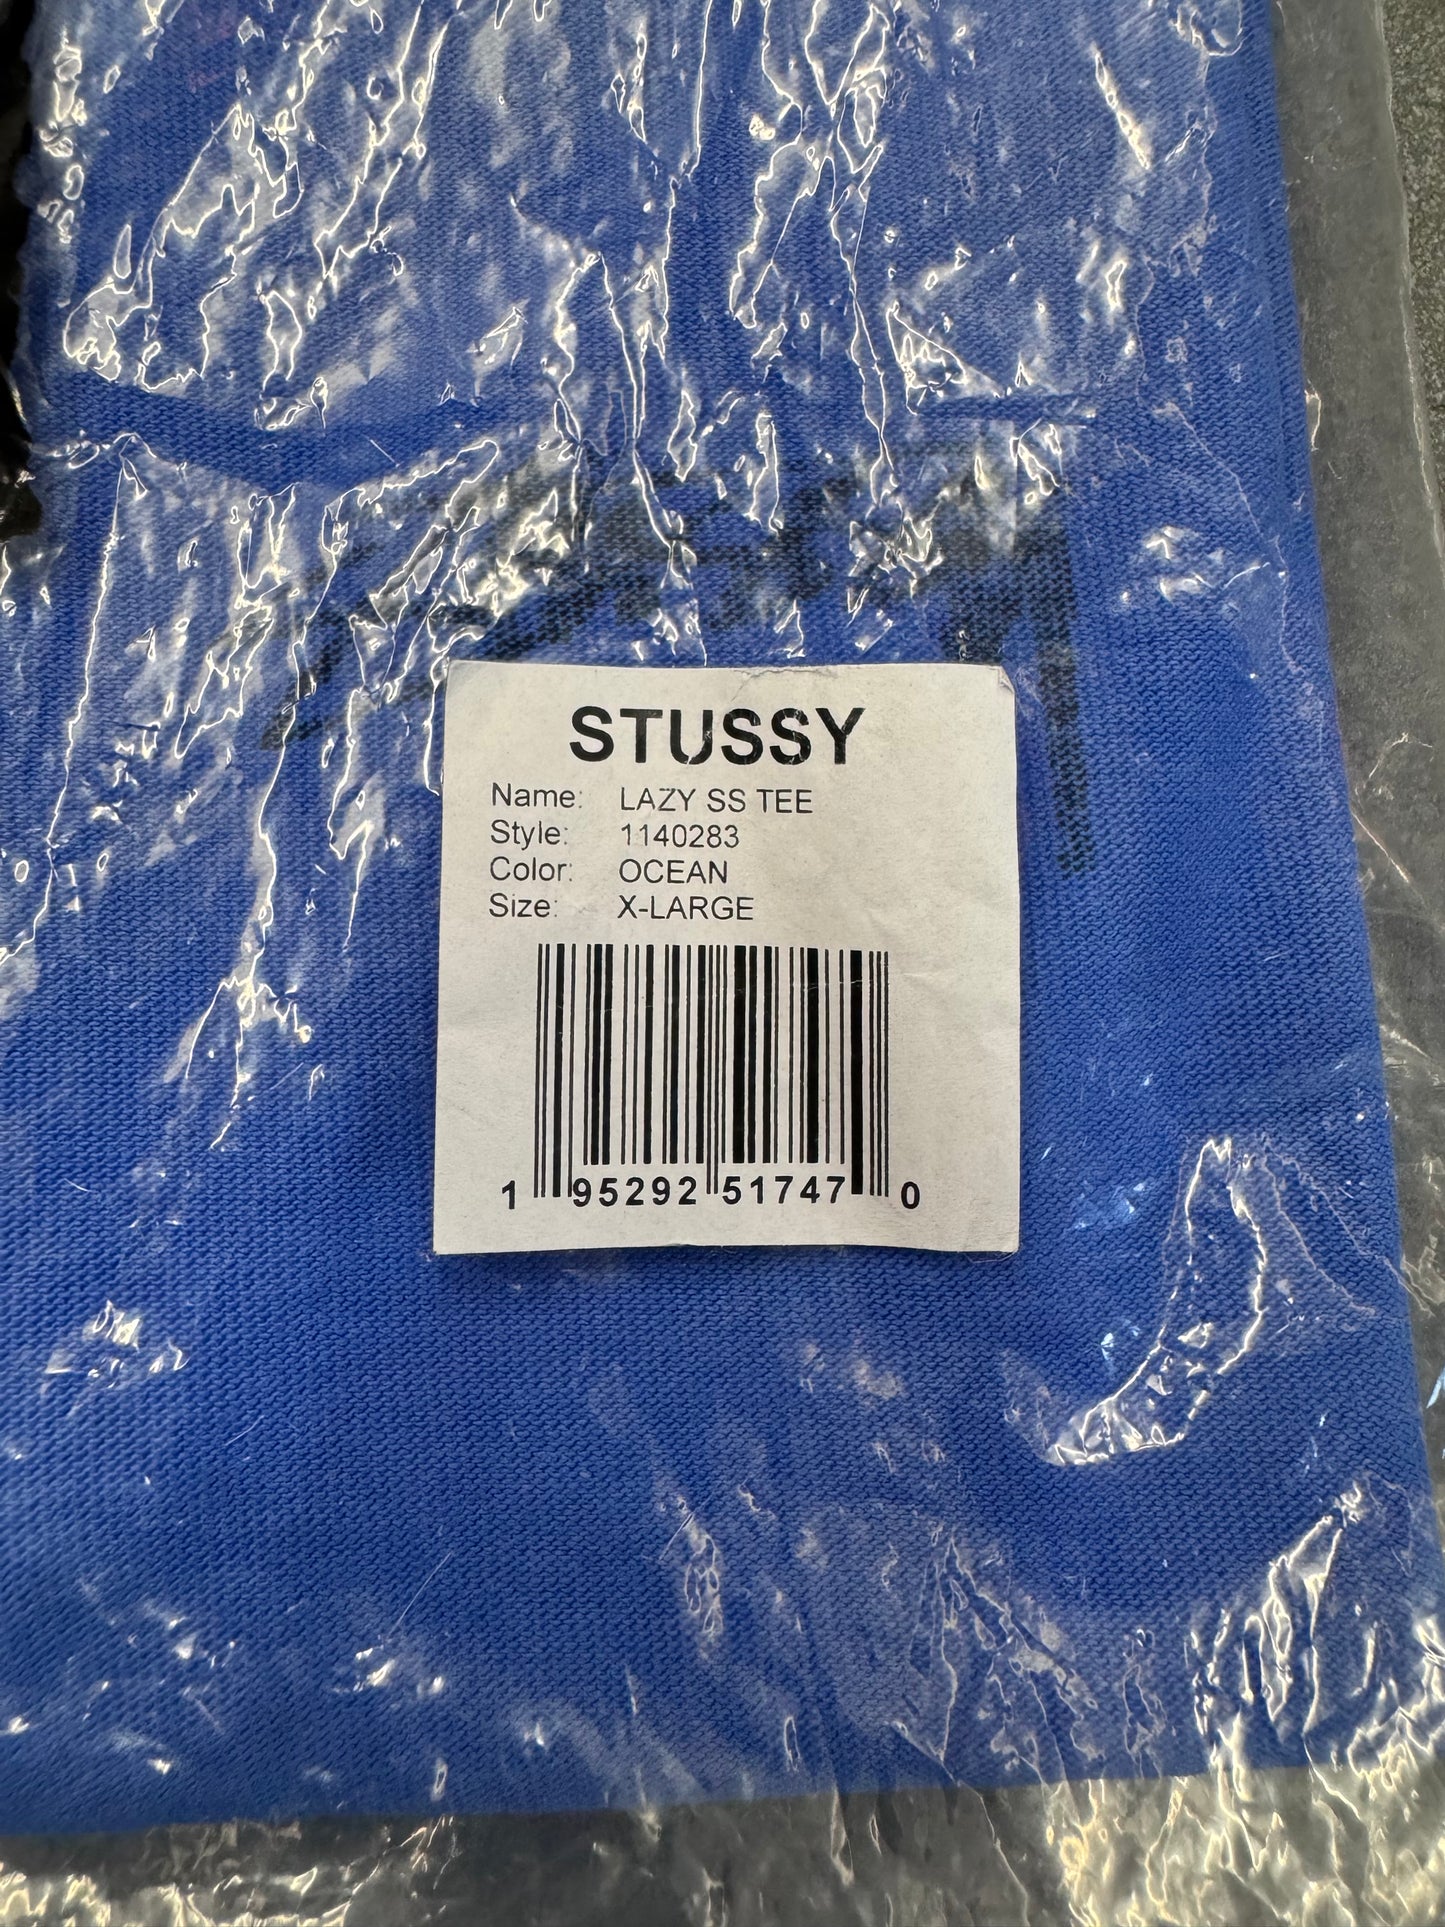 STUSSY
Name: LAZY SS TEE
Style: 1140283
Color: OCEAN
Size: X-LARGE
1 95292 51747 0